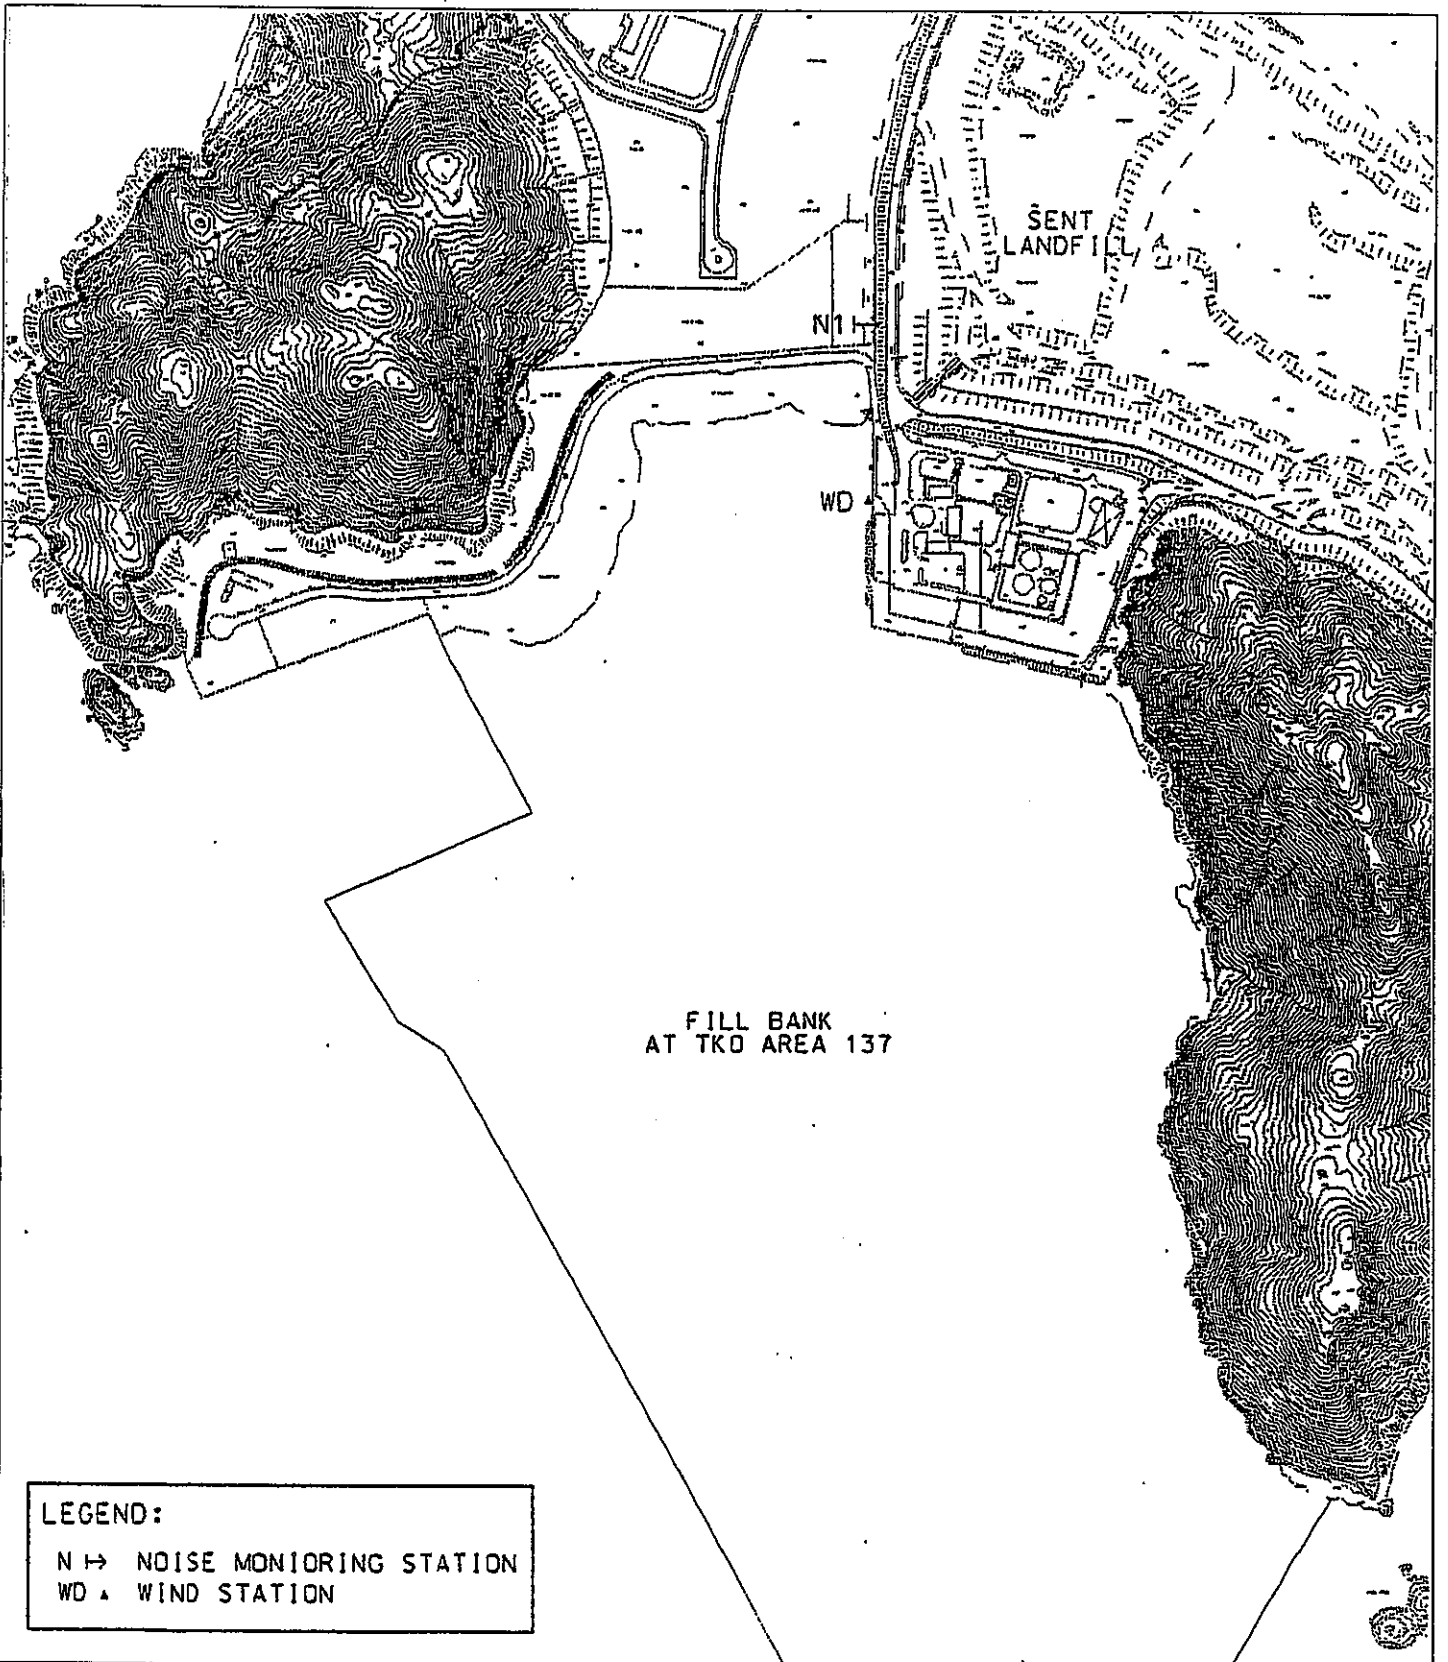 SENT
LANDFILL
N1
WD
FILL BANK
AT TKO AREA 137
LEGEND:
N ↦ NOISE MONIORING STATION
WD ▲ WIND STATION